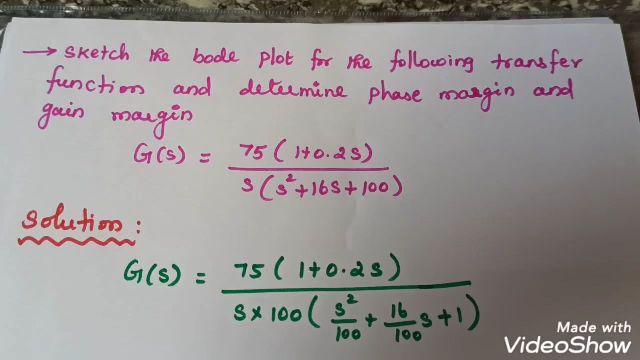 → Sketch the bode plot for the following transfer
function and determine phase margin and
gain margin
G(s) = 75 ( 1+0.2s) / s(s²+16s+100)
Solution :
G(s) = 75 ( 1+0.2s) / s×100 ( s²/100 + 16/100 s+1)
Made with
VideoShow